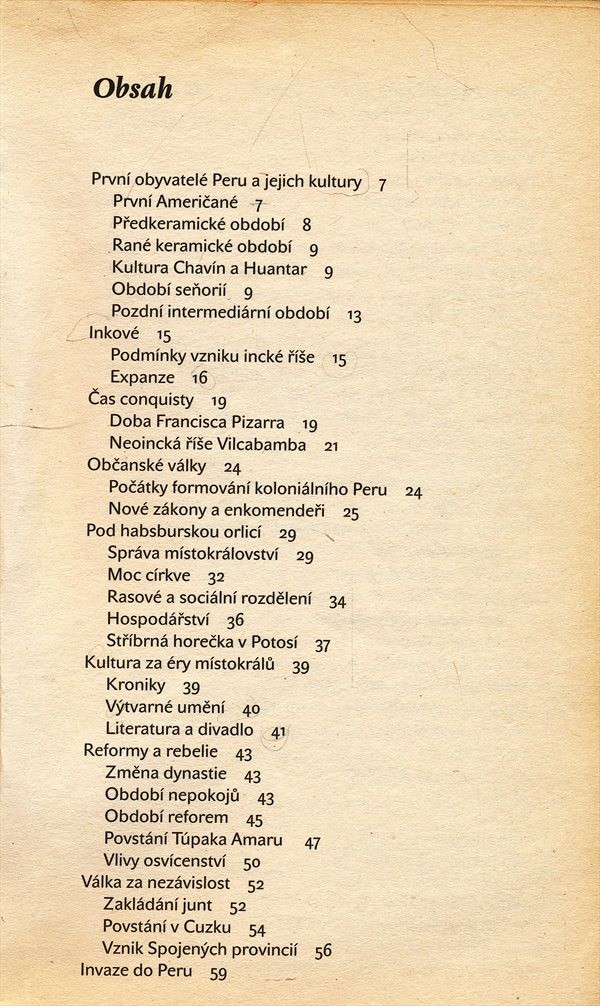 Obsah
První obyvatelé Peru a jejich kultury 7
První Američané 7
Předkeramické období 8
Rané keramické období 9
Kultura Chavín a Huantar 9
Období seňorií 9
Pozdní intermediární období 13
Inkové 15
Podmínky vzniku incké říše 15
Expanze 16
Čas conquisty 19
Doba Francisca Pizarra 19
Neoincká říše Vilcabamba 21
Občanské války 24
Počátky formování koloniálního Peru 24
Nové zákony a enkomendeři 25
Pod habsburskou orlicí 29
Správa místokrálovství 29
Moc církve 32
Rasové a sociální rozdělení 34
Hospodářství 36
Stříbrná horečka v Potosí 37
Kultura za éry místokrálů 39
Kroniky 39
Výtvarné umění 40
Literatura a divadlo 41
Reformy a rebelie 43
Změna dynastie 43
Období nepokojů 43
Období reforem 45
Povstání Túpaka Amaru 47
Vlivy osvícenství 50
Válka za nezávislost 52
Zakládání junt 52
Povstání v Cuzku 54
Vznik Spojených provincií 56
Invaze do Peru 59